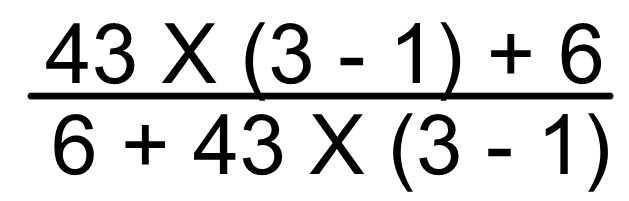 43 X (3 - 1) + 6
6 + 43 X (3 - 1)